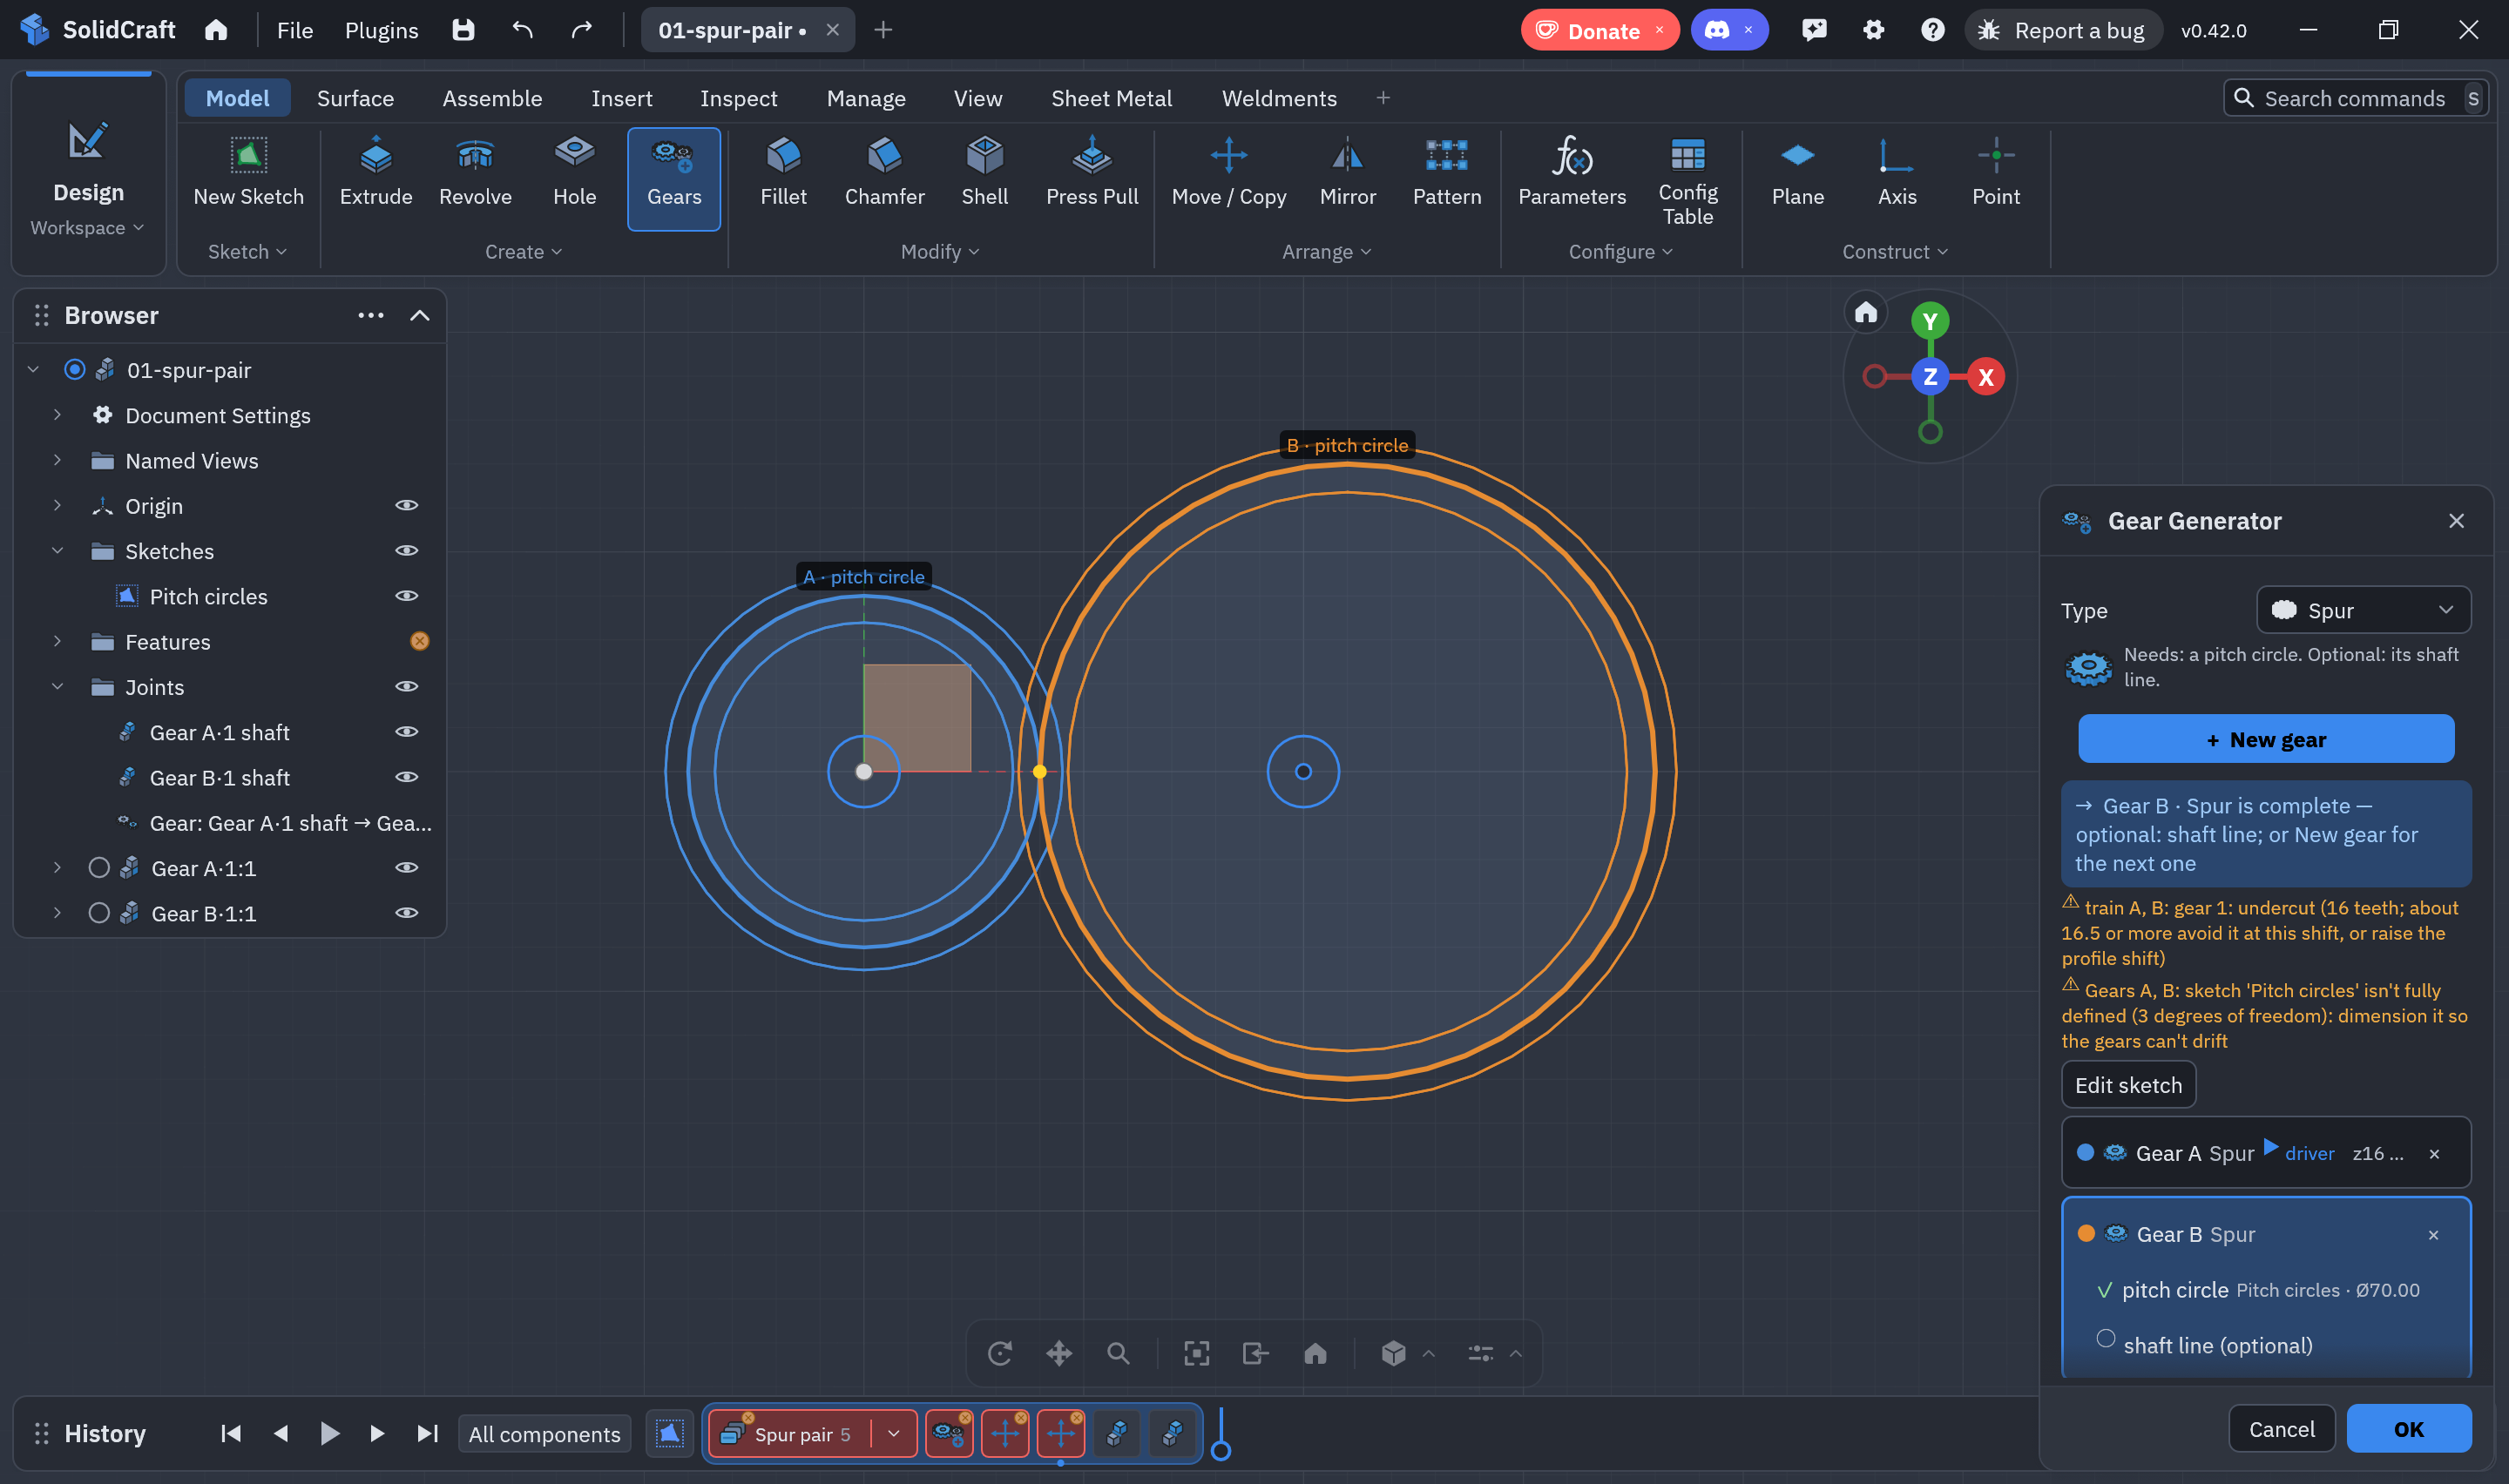 SolidCraft
File
Plugins
01-spur-pair •
Donate
Report a bug
v0.42.0
Design
Workspace
Model
Surface
Assemble
Insert
Inspect
Manage
View
Sheet Metal
Weldments
Search commands
S
New Sketch
Extrude
Revolve
Hole
Gears
Fillet
Chamfer
Shell
Press Pull
Move / Copy
Mirror
Pattern
Parameters
Config
Table
Plane
Axis
Point
Sketch
Create
Modify
Arrange
Configure
Construct
Browser
01-spur-pair
Document Settings
Named Views
Origin
Sketches
Pitch circles
Features
Joints
Gear A·1 shaft
Gear B·1 shaft
Gear: Gear A·1 shaft → Gea...
Gear A·1:1
Gear B·1:1
A · pitch circle
B · pitch circle
Y
Z
X
Gear Generator
Type
Spur
Needs: a pitch circle. Optional: its shaft
line.
+ New gear
→ Gear B · Spur is complete —
optional: shaft line; or New gear for
the next one
⚠ train A, B: gear 1: undercut (16 teeth; about
16.5 or more avoid it at this shift, or raise the
profile shift)
⚠ Gears A, B: sketch 'Pitch circles' isn't fully
defined (3 degrees of freedom): dimension it so
the gears can't drift
Edit sketch
Gear A Spur ▶ driver z16 ...
Gear B Spur
✓ pitch circle Pitch circles · Ø70.00
shaft line (optional)
Cancel
OK
History
All components
Spur pair 5